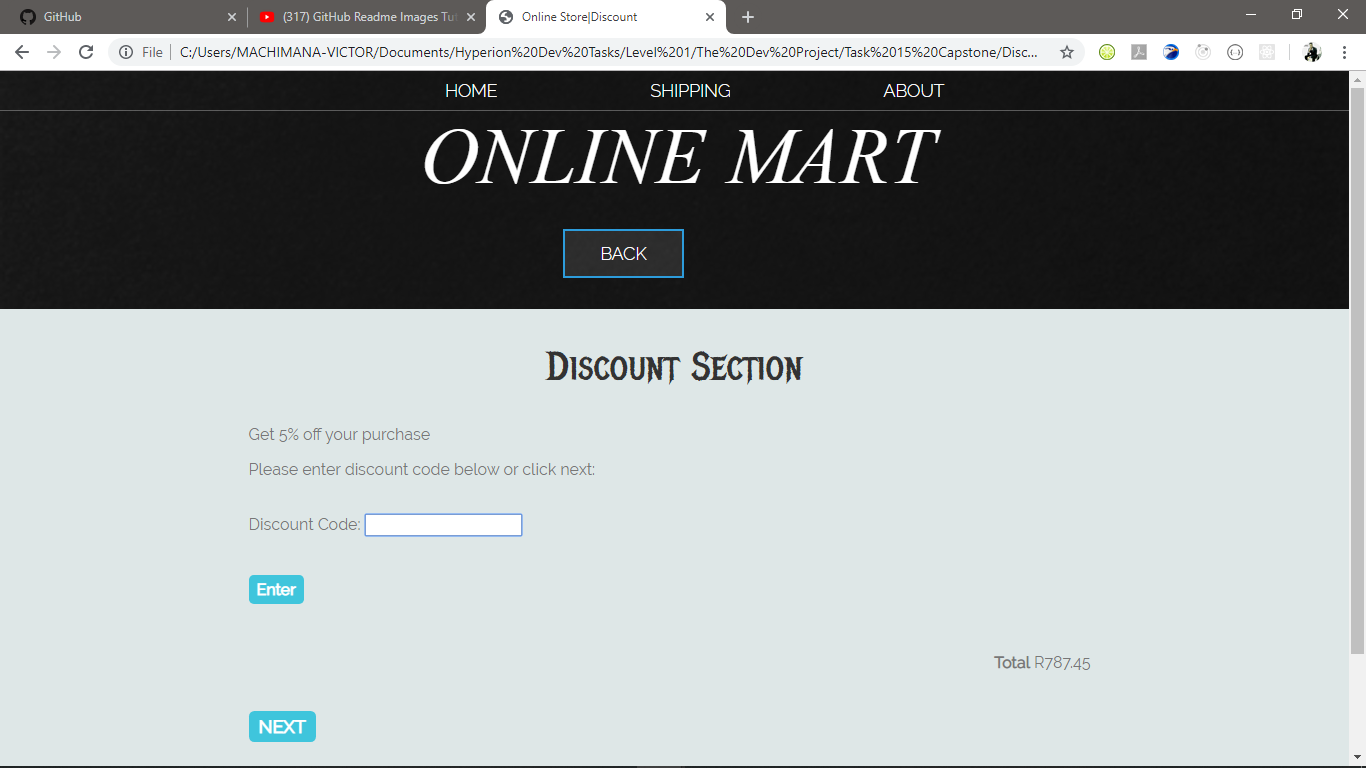 GitHub
(317) GitHub Readme Images Tut
Online Store|Discount
File
C:/Users/MACHIMANA-VICTOR/Documents/Hyperion%20Dev%20Tasks/Level%201/The%20Dev%20Project/Task%2015%20Capstone/Disc...
HOME SHIPPING ABOUT
ONLINE MART
BACK
Discount Section
Get 5% off your purchase
Please enter discount code below or click next:
Discount Code:
Enter
Total R787.45
NEXT